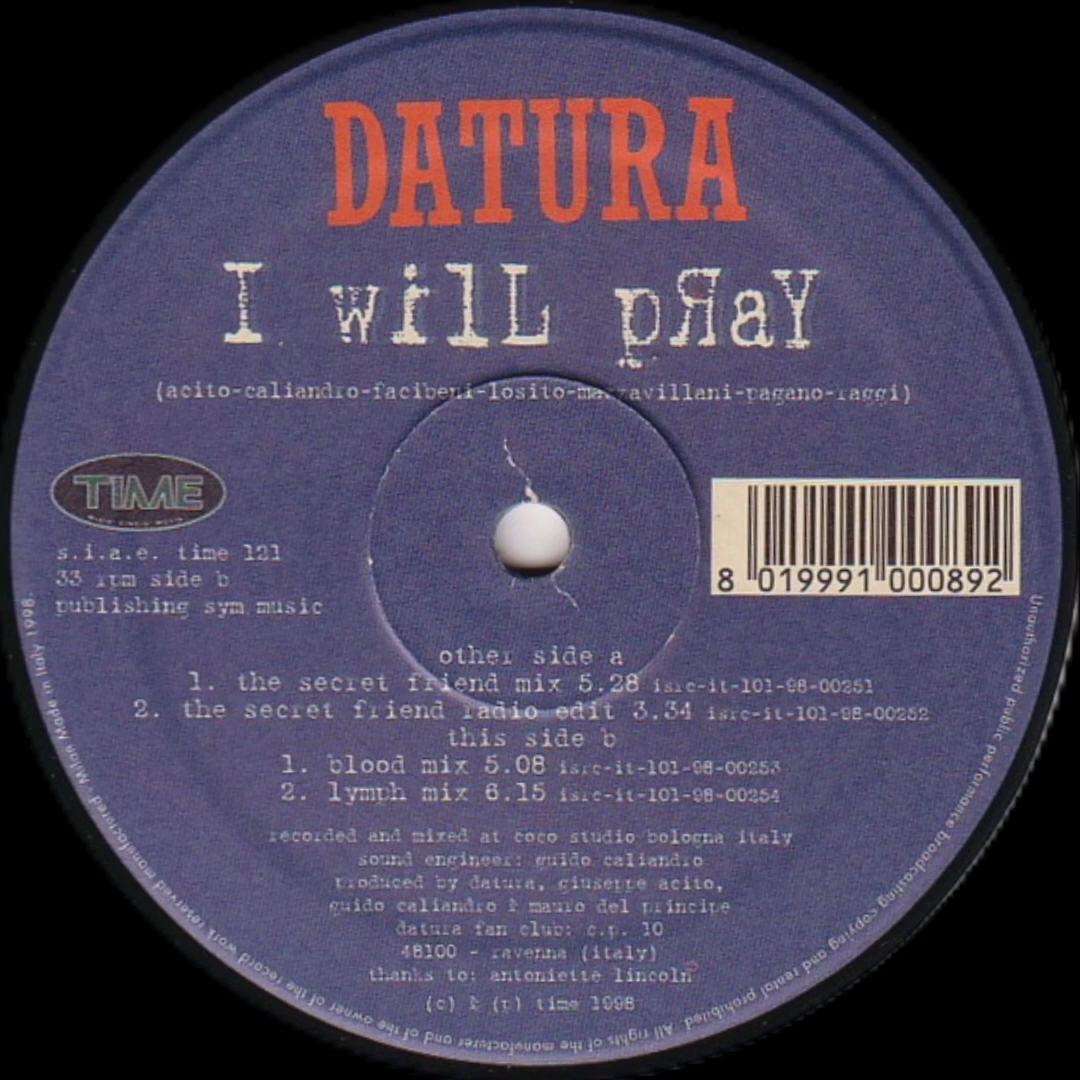 DATURA
I wilL pЯaY
(acito-caliandro-facibeni-losito-mazzavillani-pagano-raggi)
TIME
s.i.a.e. time 121
33 rpm side b
publishing sym music
8 019991 000892
other side a
1. the secret friend mix 5.28 isrc-it-101-98-00251
2. the secret friend radio edit 3.34 isrc-it-101-98-00252
this side b
1. blood mix 5.08 isrc-it-101-98-00253
2. lymph mix 6.15 isrc-it-101-98-00254
recorded and mixed at coco studio bologna italy
sound engineer: guido caliandro
produced by datura, giuseppe acito,
guido caliandro & mauro del principe
datura fan club: c.p. 10
48100 - ravenna (italy)
thanks to: antoniette lincoln
(c) & (p) time 1998
Unauthorized public performance broadcasting copying and rental prohibited. All rights of the manufacturer and of the owner of the record work reserved manufactured. Milan Made in Italy 1998.